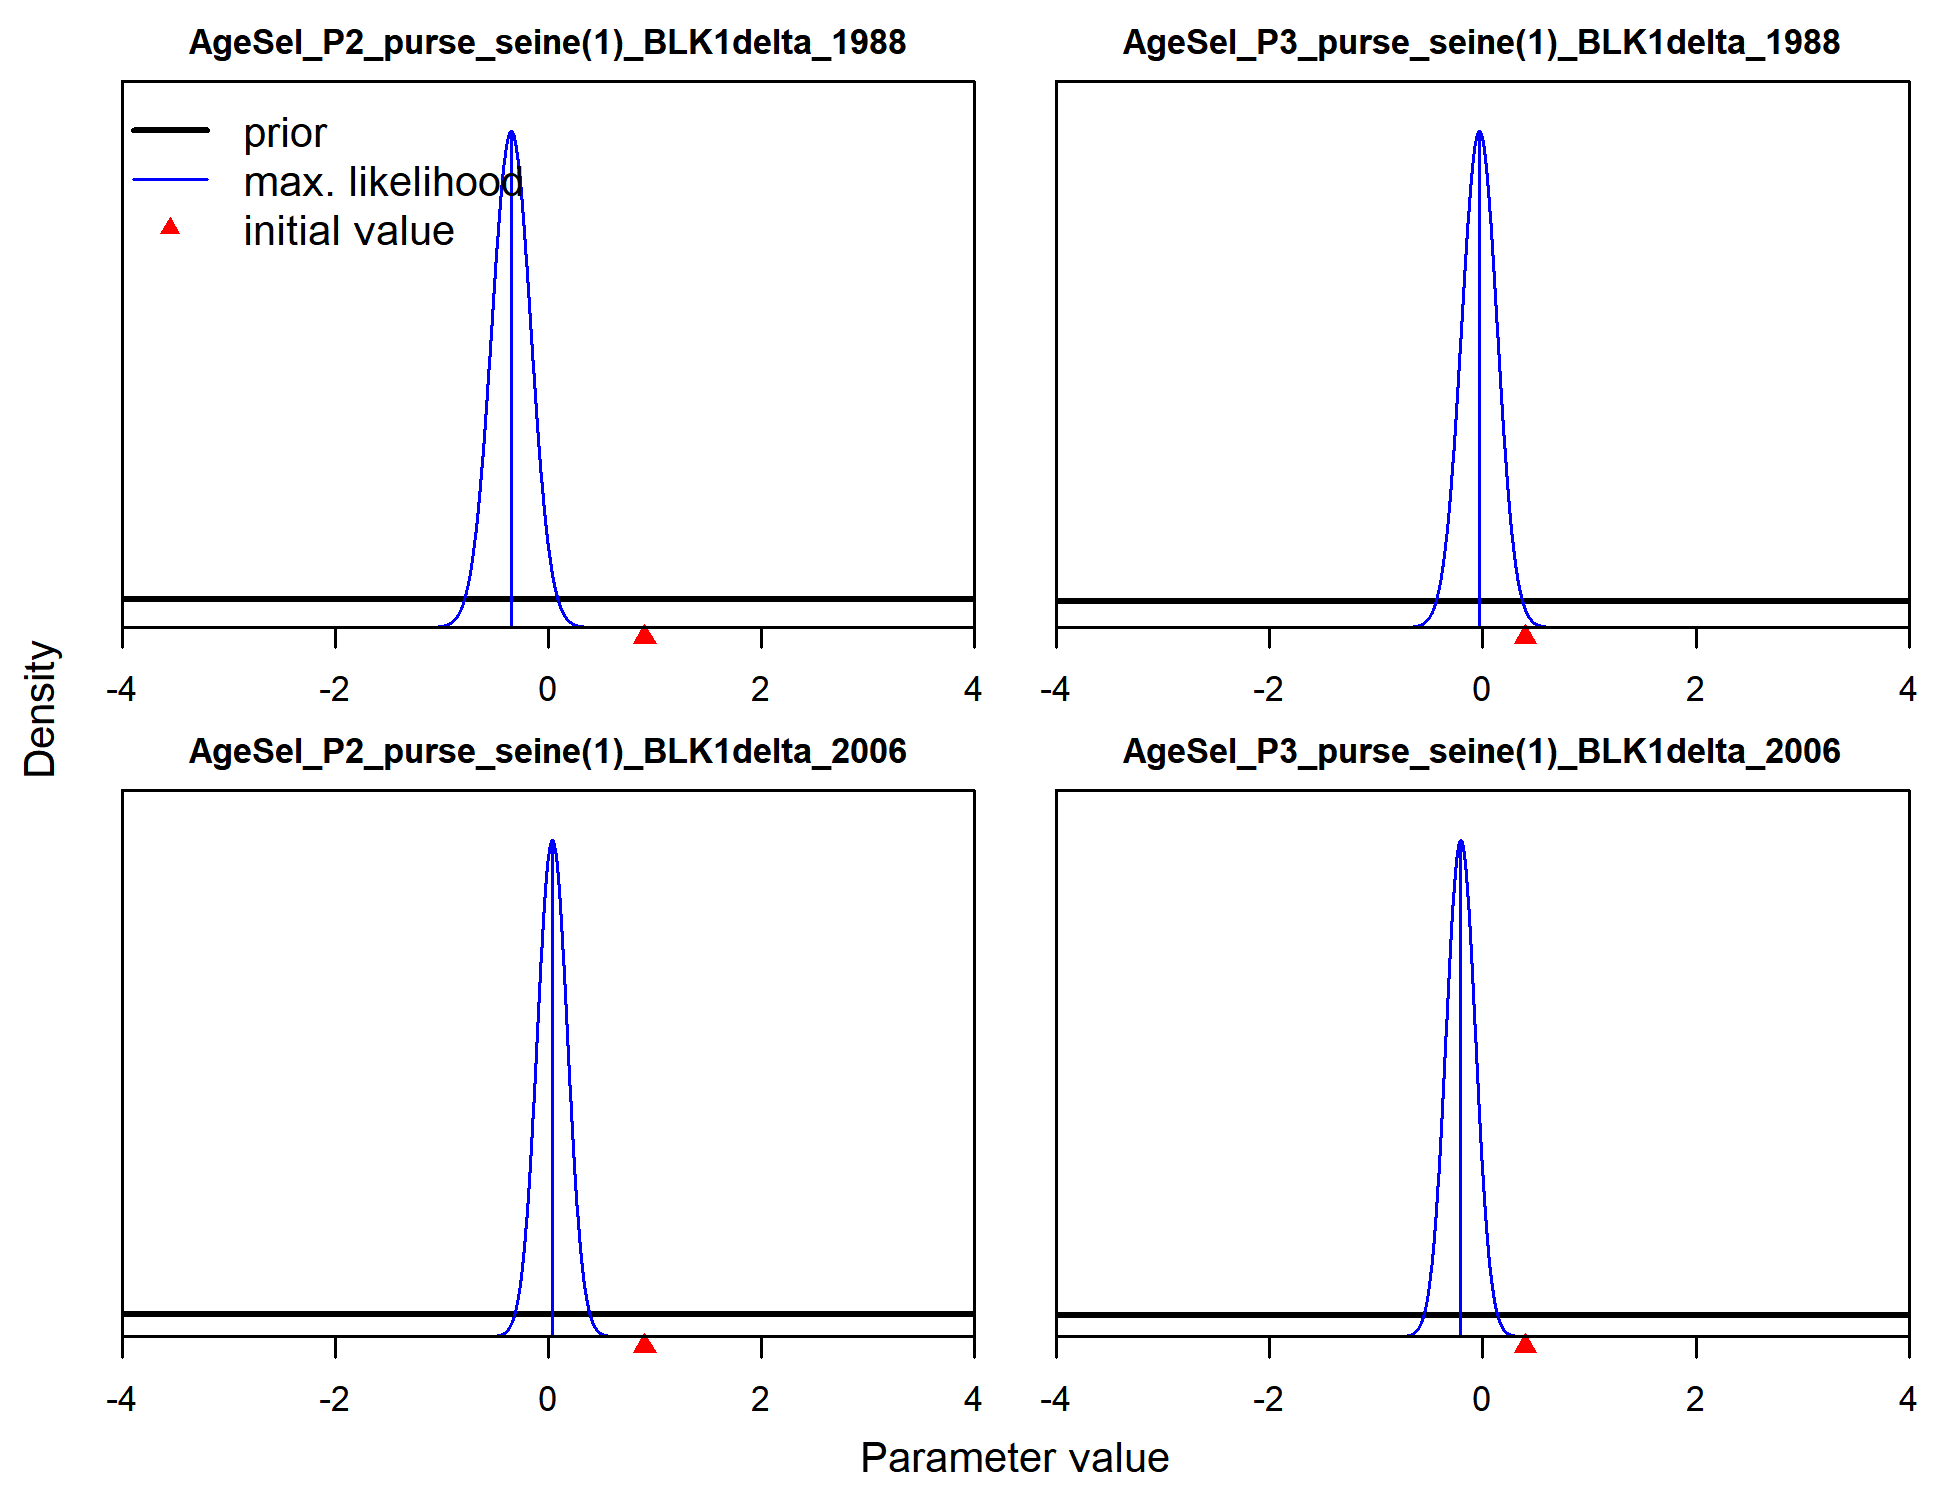 AgeSel_P2_purse_seine(1)_BLK1delta_1988
prior
max. likelihood
initial value
-4 -2 0 2 4
AgeSel_P3_purse_seine(1)_BLK1delta_1988
-4 -2 0 2 4
AgeSel_P2_purse_seine(1)_BLK1delta_2006
-4 -2 0 2 4
AgeSel_P3_purse_seine(1)_BLK1delta_2006
-4 -2 0 2 4
Density
Parameter value